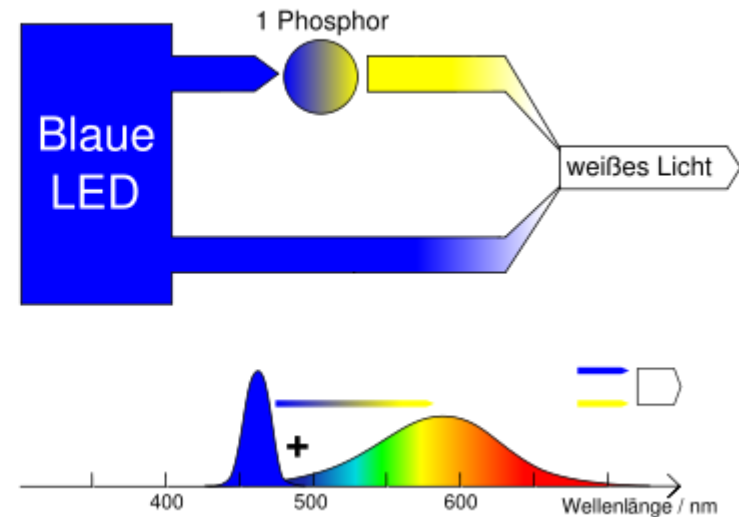 1 Phosphor
Blaue
LED
weißes Licht
+
400 500 600
Wellenlänge / nm